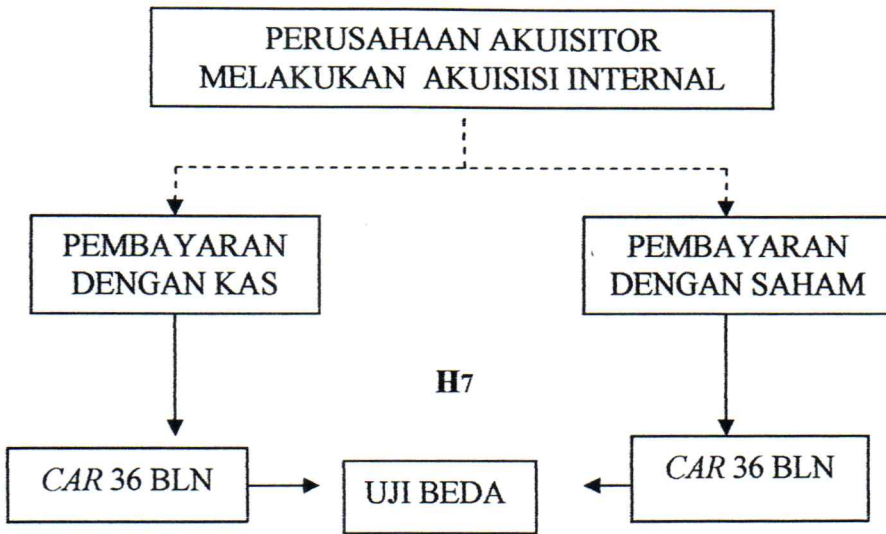 PERUSAHAAN AKUISITOR
MELAKUKAN AKUISISI INTERNAL
PEMBAYARAN
DENGAN KAS
PEMBAYARAN
DENGAN SAHAM
H7
CAR 36 BLN
UJI BEDA
CAR 36 BLN